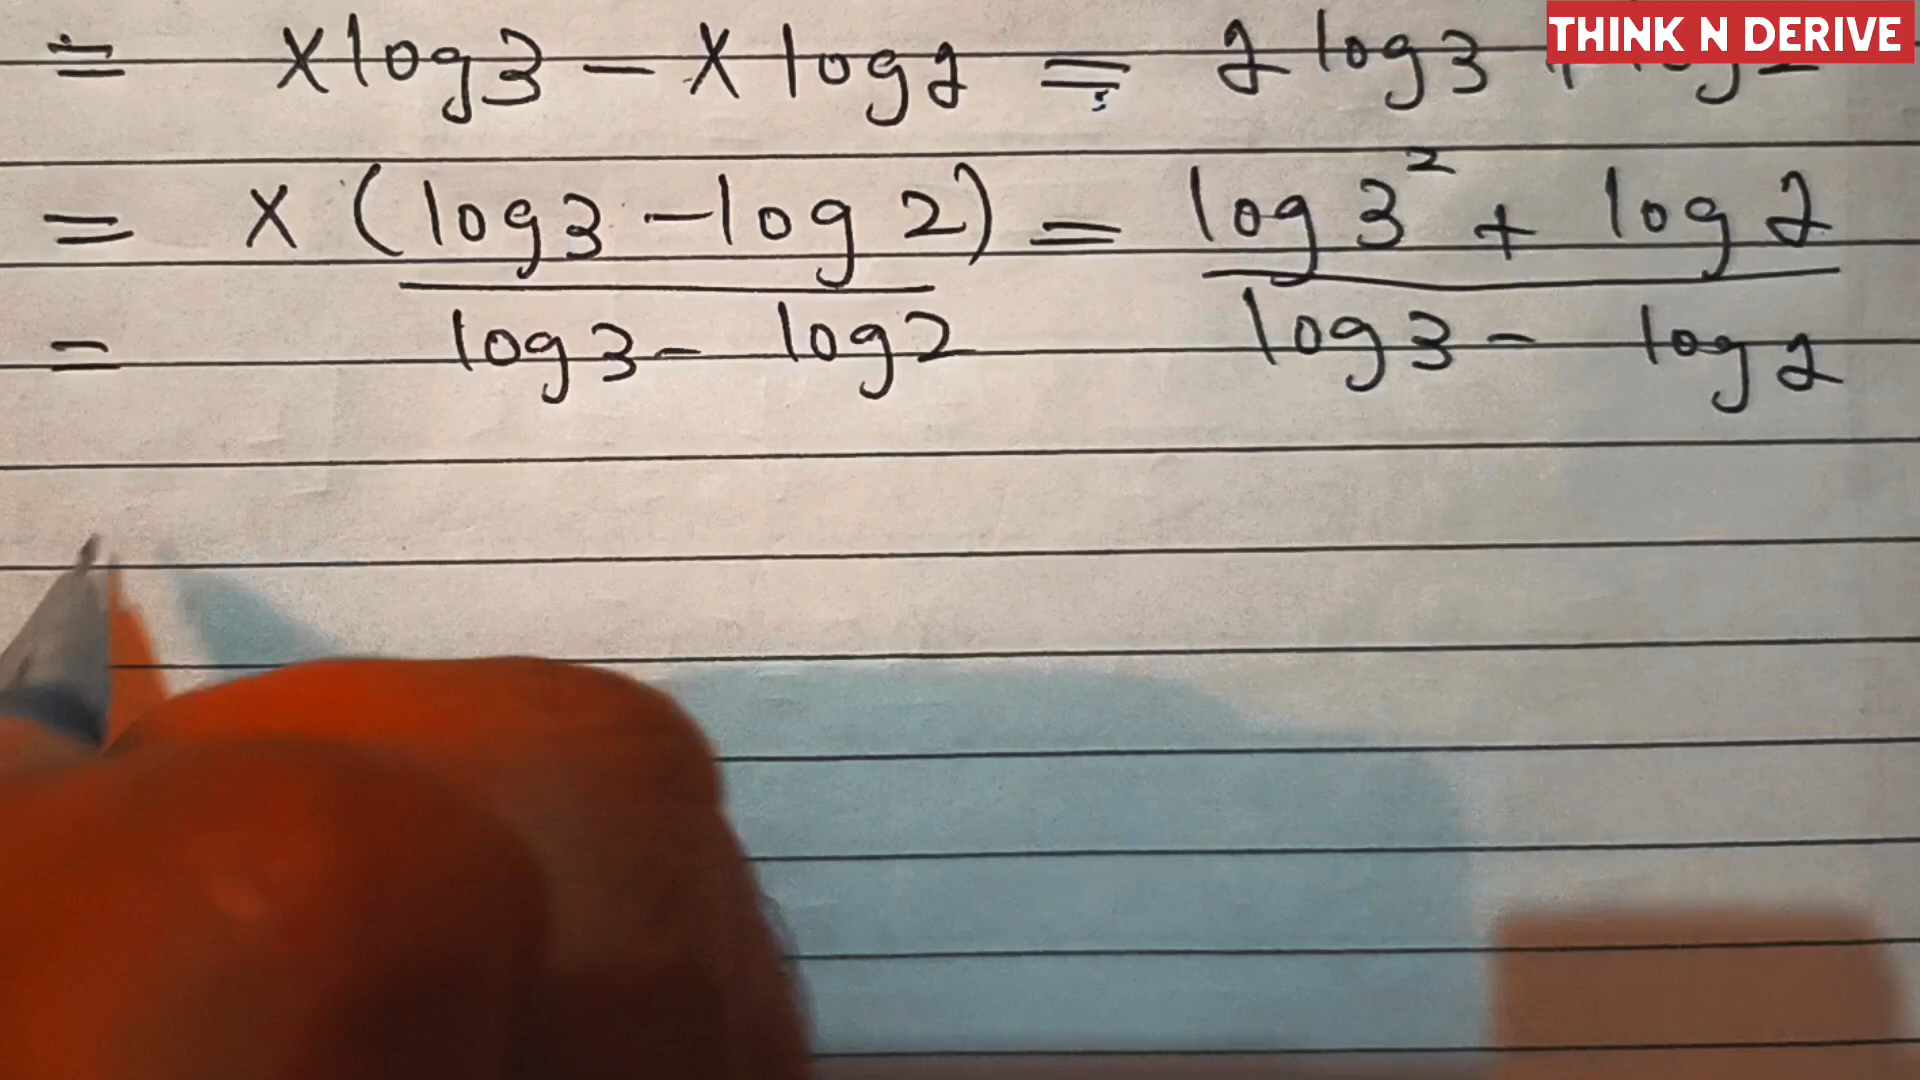 THINK N DERIVE
= x log 3 - x log 2 = 2 log 3 +
= x (log 3 - log 2) = log 3² + log 2
= log 3 - log 2 log 3 - log 2